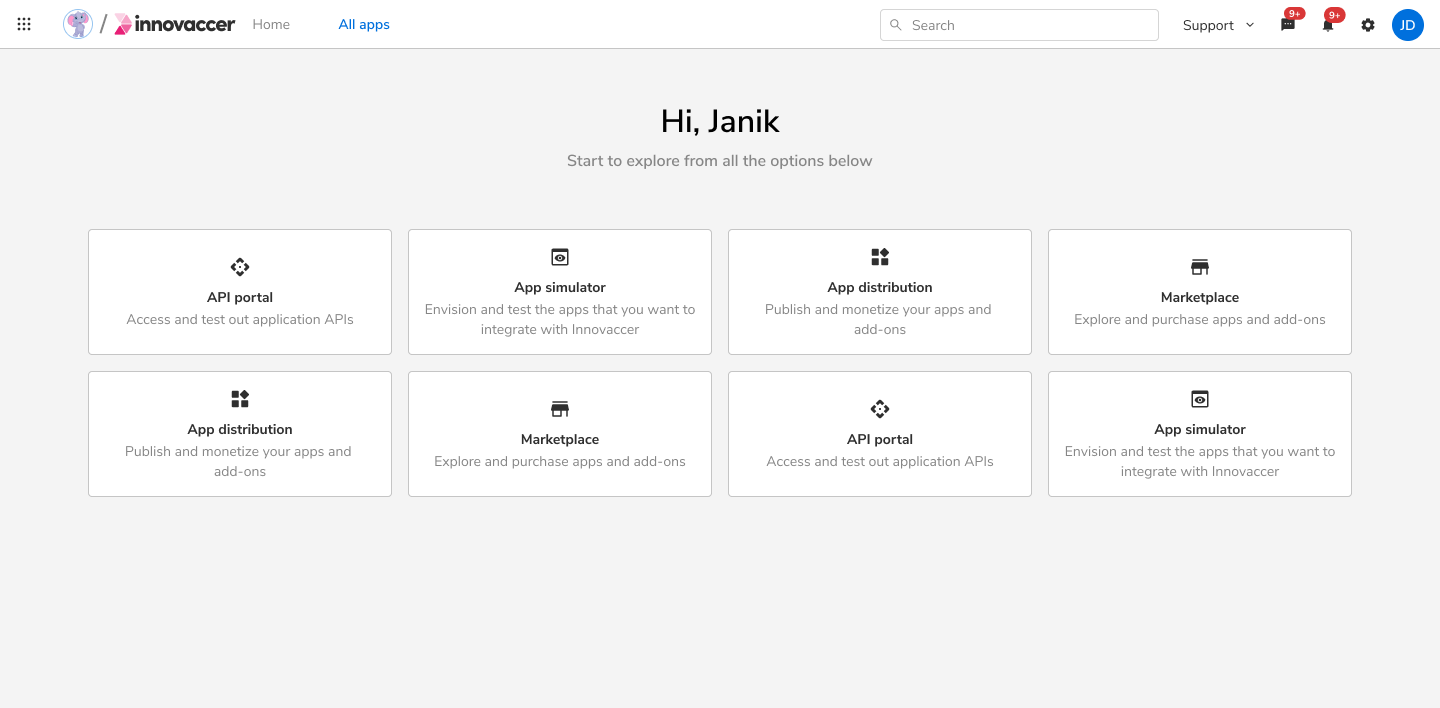 / innovaccer Home All apps Search Support 9+ 9+ JD
Hi, Janik
Start to explore from all the options below
API portal
Access and test out application APIs
App simulator
Envision and test the apps that you want to
integrate with Innovaccer
App distribution
Publish and monetize your apps and
add-ons
Marketplace
Explore and purchase apps and add-ons
App distribution
Publish and monetize your apps and
add-ons
Marketplace
Explore and purchase apps and add-ons
API portal
Access and test out application APIs
App simulator
Envision and test the apps that you want to
integrate with Innovaccer